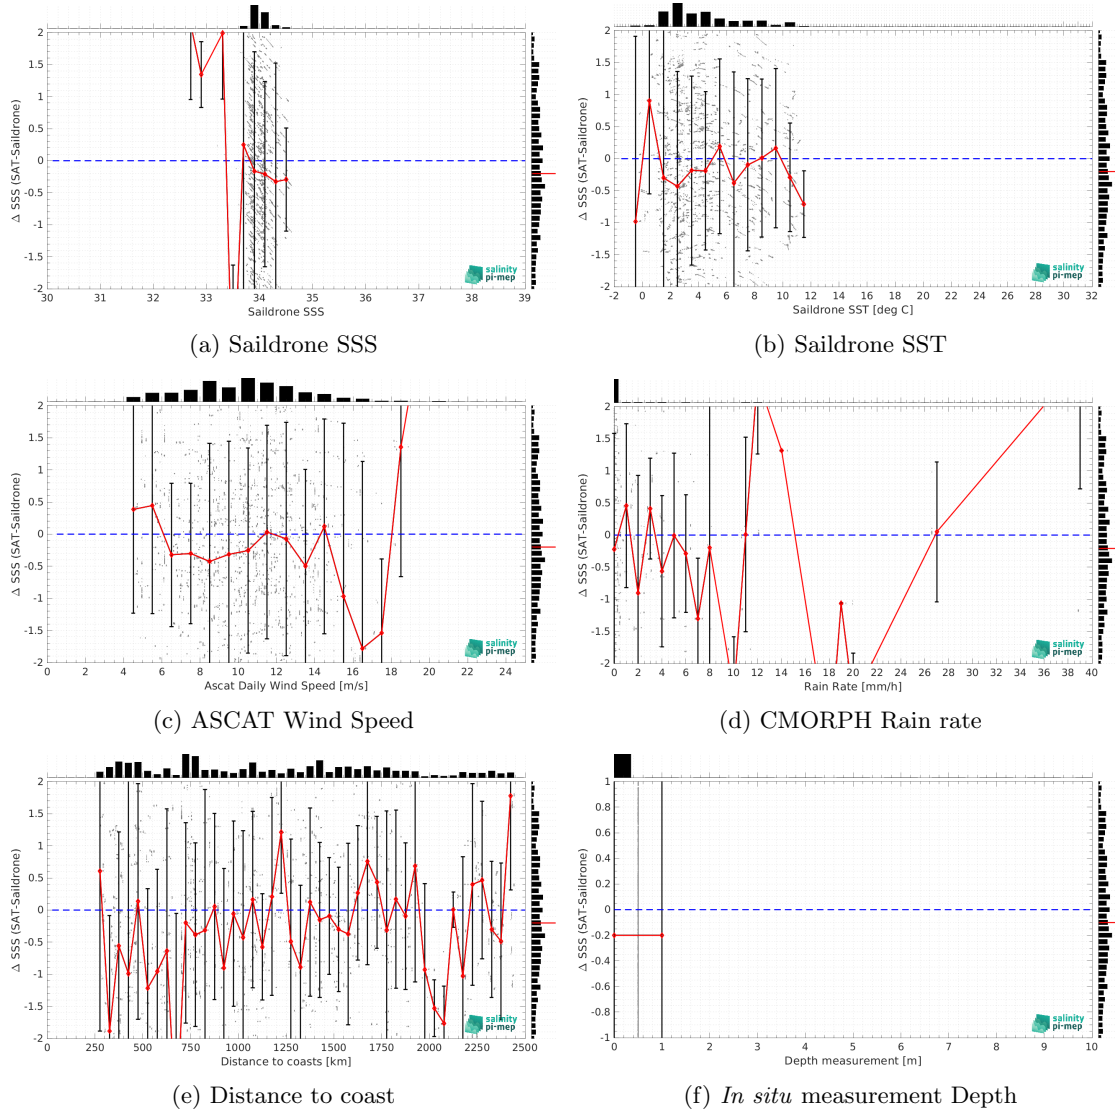 2
1.5
1
0.5
0
-0.5
-1
-1.5
-2
Δ SSS (SAT-Saildrone)
30 31 32 33 34 35 36 37 38 39
Saildrone SSS
salinity
pi-mep
(a) Saildrone SSS
2
1.5
1
0.5
0
-0.5
-1
-1.5
-2
Δ SSS (SAT-Saildrone)
-2 0 2 4 6 8 10 12 14 16 18 20 22 24 26 28 30 32
Saildrone SST [deg C]
salinity
pi-mep
(b) Saildrone SST
2
1.5
1
0.5
0
-0.5
-1
-1.5
-2
Δ SSS (SAT-Saildrone)
0 2 4 6 8 10 12 14 16 18 20 22 24
Ascat Daily Wind Speed [m/s]
salinity
pi-mep
(c) ASCAT Wind Speed
2
1.5
1
0.5
0
-0.5
-1
-1.5
-2
Δ SSS (SAT-Saildrone)
0 2 4 6 8 10 12 14 16 18 20 22 24 26 28 30 32 34 36 38 40
Rain Rate [mm/h]
salinity
pi-mep
(d) CMORPH Rain rate
2
1.5
1
0.5
0
-0.5
-1
-1.5
-2
Δ SSS (SAT-Saildrone)
0 250 500 750 1000 1250 1500 1750 2000 2250 2500
Distance to coasts [km]
salinity
pi-mep
(e) Distance to coast
1
0.8
0.6
0.4
0.2
0
-0.2
-0.4
-0.6
-0.8
-1
Δ SSS (SAT-Saildrone)
0 1 2 3 4 5 6 7 8 9 10
Depth measurement [m]
salinity
pi-mep
(f) In situ measurement Depth